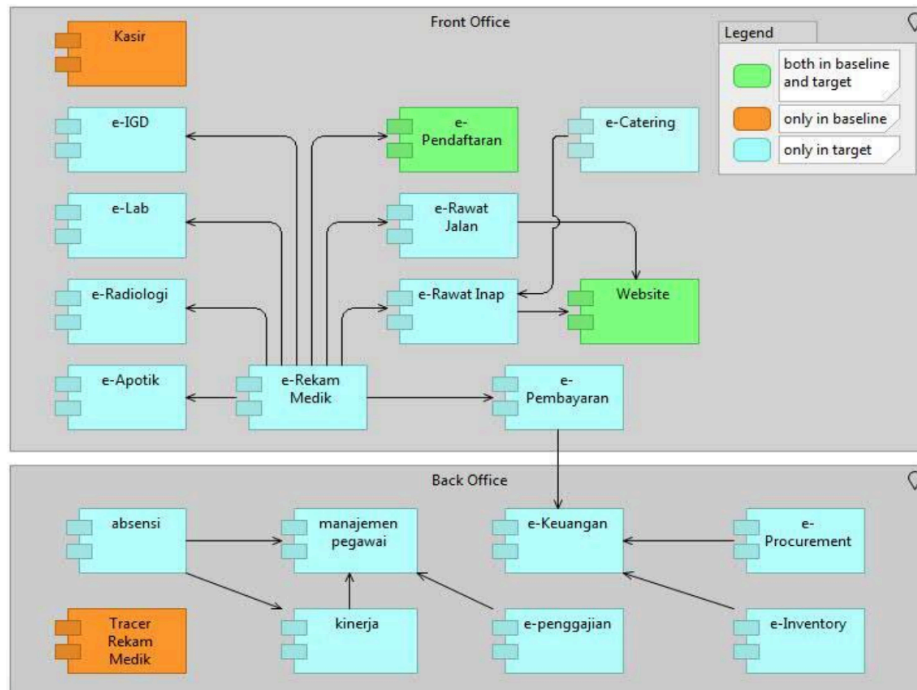 Front Office
Legend
both in baseline
and target
only in baseline
only in target
Kasir
e-IGD
e-
Pendaftaran
e-Catering
e-Lab
e-Rawat
Jalan
e-Radiologi
e-Rawat Inap
Website
e-Apotik
e-Rekam
Medik
e-
Pembayaran
Back Office
absensi
manajemen
pegawai
e-Keuangan
e-
Procurement
Tracer
Rekam
Medik
kinerja
e-penggajian
e-Inventory